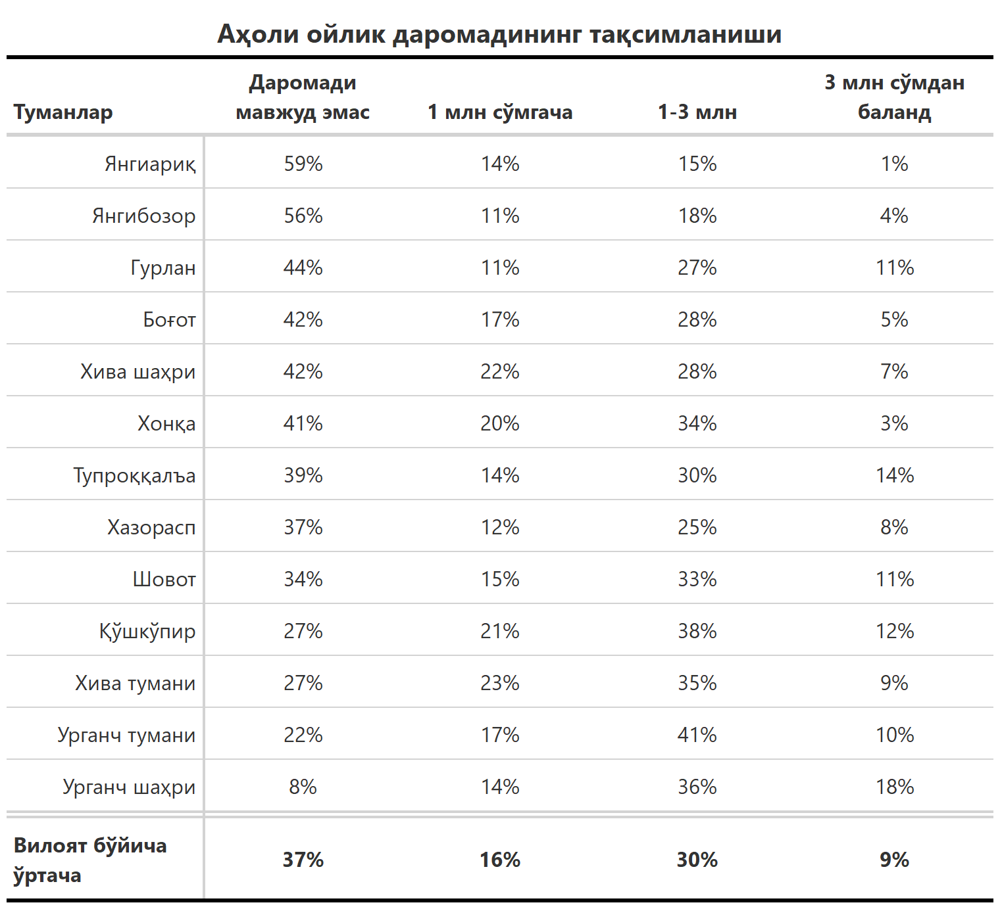 Аҳоли ойлик даромадининг тақсимланиши
Туманлар Даромади мавжуд эмас 1 млн сўмгача 1-3 млн 3 млн сўмдан баланд
Янгиариқ 59% 14% 15% 1%
Янгибозор 56% 11% 18% 4%
Гурлан 44% 11% 27% 11%
Боғот 42% 17% 28% 5%
Хива шаҳри 42% 22% 28% 7%
Хонқа 41% 20% 34% 3%
Тупроққалъа 39% 14% 30% 14%
Хазорасп 37% 12% 25% 8%
Шовот 34% 15% 33% 11%
Қўшкўпир 27% 21% 38% 12%
Хива тумани 27% 23% 35% 9%
Урганч тумани 22% 17% 41% 10%
Урганч шаҳри 8% 14% 36% 18%
Вилоят бўйича ўртача 37% 16% 30% 9%